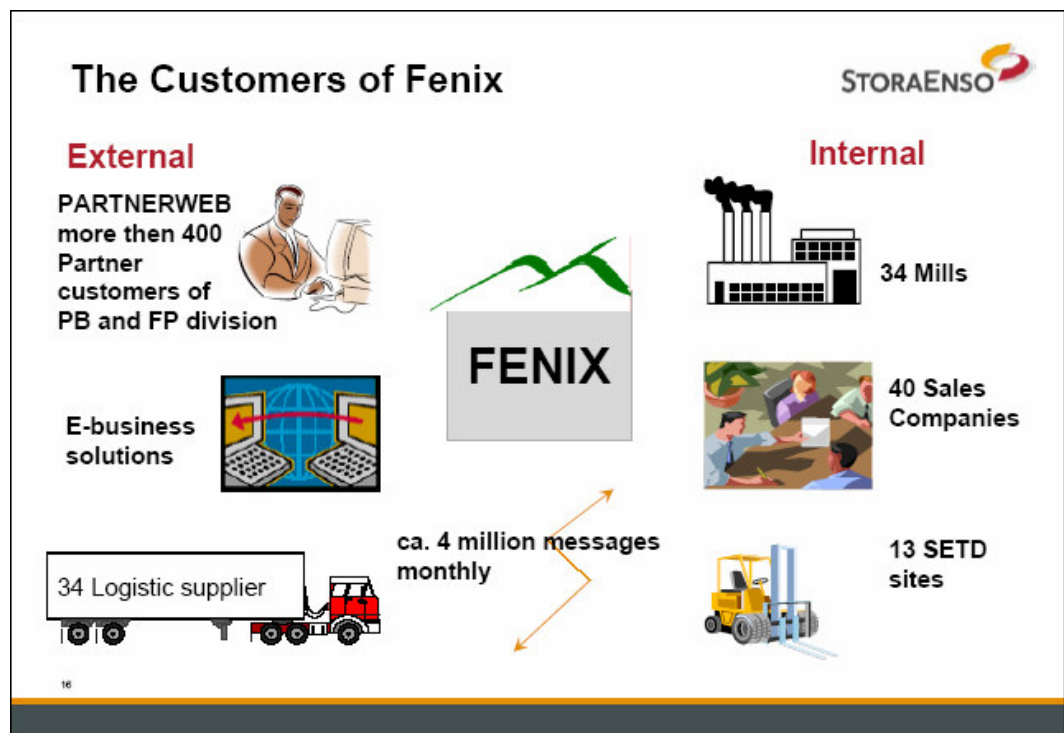 The Customers of Fenix
STORAENSO
External
PARTNERWEB
more then 400
Partner
customers of
PB and FP division
E-business
solutions
34 Logistic supplier
FENIX
ca. 4 million messages
monthly
Internal
34 Mills
40 Sales
Companies
13 SETD
sites
16